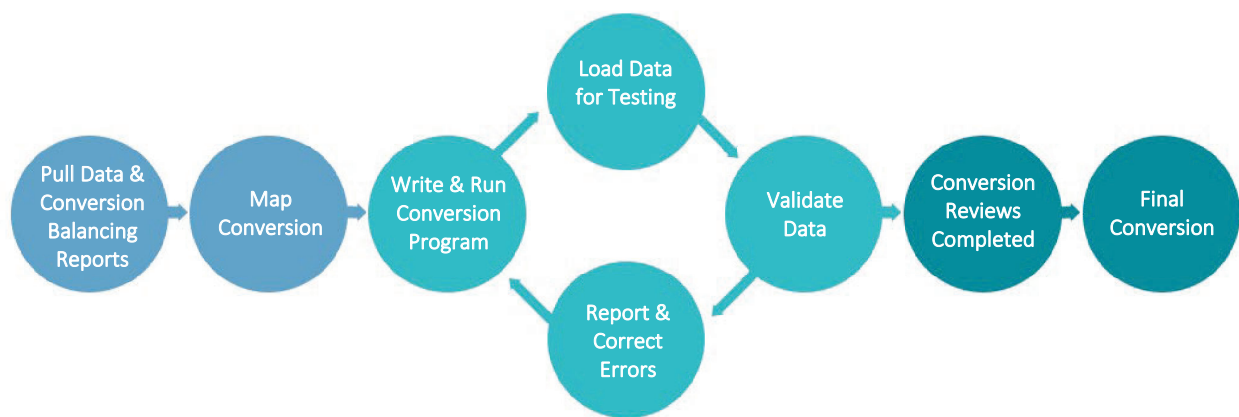 Pull Data &
Conversion
Balancing
Reports
Map
Conversion
Write & Run
Conversion
Program
Load Data
for Testing
Validate
Data
Report &
Correct
Errors
Conversion
Reviews
Completed
Final
Conversion